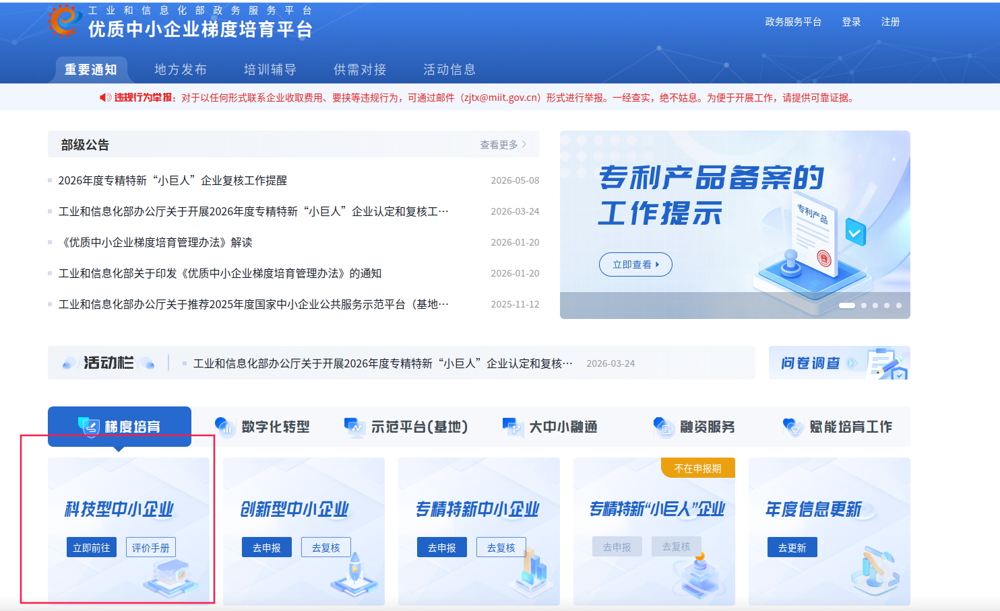 工业和信息化部政务服务平台
优质中小企业梯度培育平台
政务服务平台 登录 注册
重要通知 地方发布 培训辅导 供需对接 活动信息
违规行为举报：对于以任何形式联系企业收取费用、要挟等违规行为，可通过邮件（zjtx@miit.gov.cn）形式进行举报。一经查实，绝不姑息。为便于开展工作，请提供可靠证据。
部级公告 查看更多
2026年度专精特新“小巨人”企业复核工作提醒 2026-05-08
工业和信息化部办公厅关于开展2026年度专精特新“小巨人”企业认定和复核工… 2026-03-24
《优质中小企业梯度培育管理办法》解读 2026-01-20
工业和信息化部关于印发《优质中小企业梯度培育管理办法》的通知 2026-01-20
工业和信息化部办公厅关于推荐2025年度国家中小企业公共服务示范平台（基地… 2025-11-12
专利产品备案的
工作提示
专利产品
立即查看
活动栏 工业和信息化部办公厅关于开展2026年度专精特新“小巨人”企业认定和复核… 2026-03-24
问卷调查
梯度培育 数字化转型 示范平台(基地) 大中小融通 融资服务 赋能培育工作
不在申报期
科技型中小企业 创新型中小企业 专精特新中小企业 专精特新“小巨人”企业 年度信息更新
立即前往 评价手册 去申报 去复核 去申报 去复核 去申报 去复核 去更新